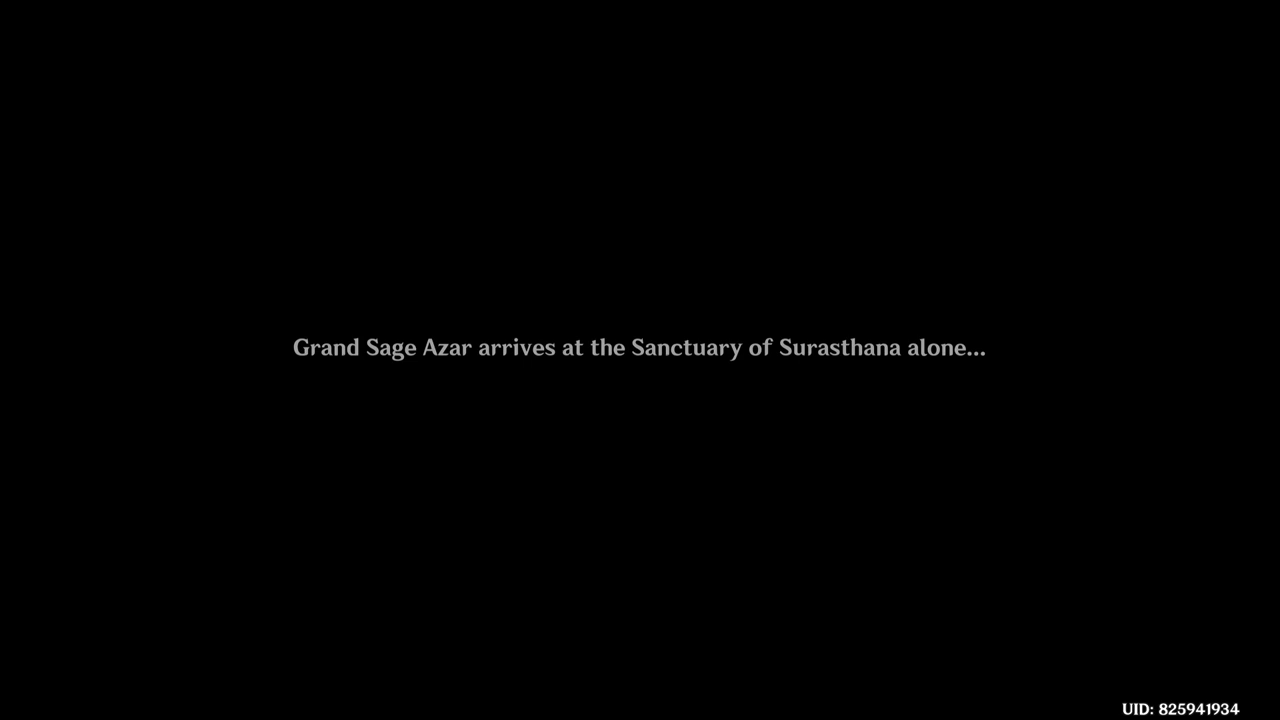 Grand Sage Azar arrives at the Sanctuary of Surasthana alone...
UID: 825941934